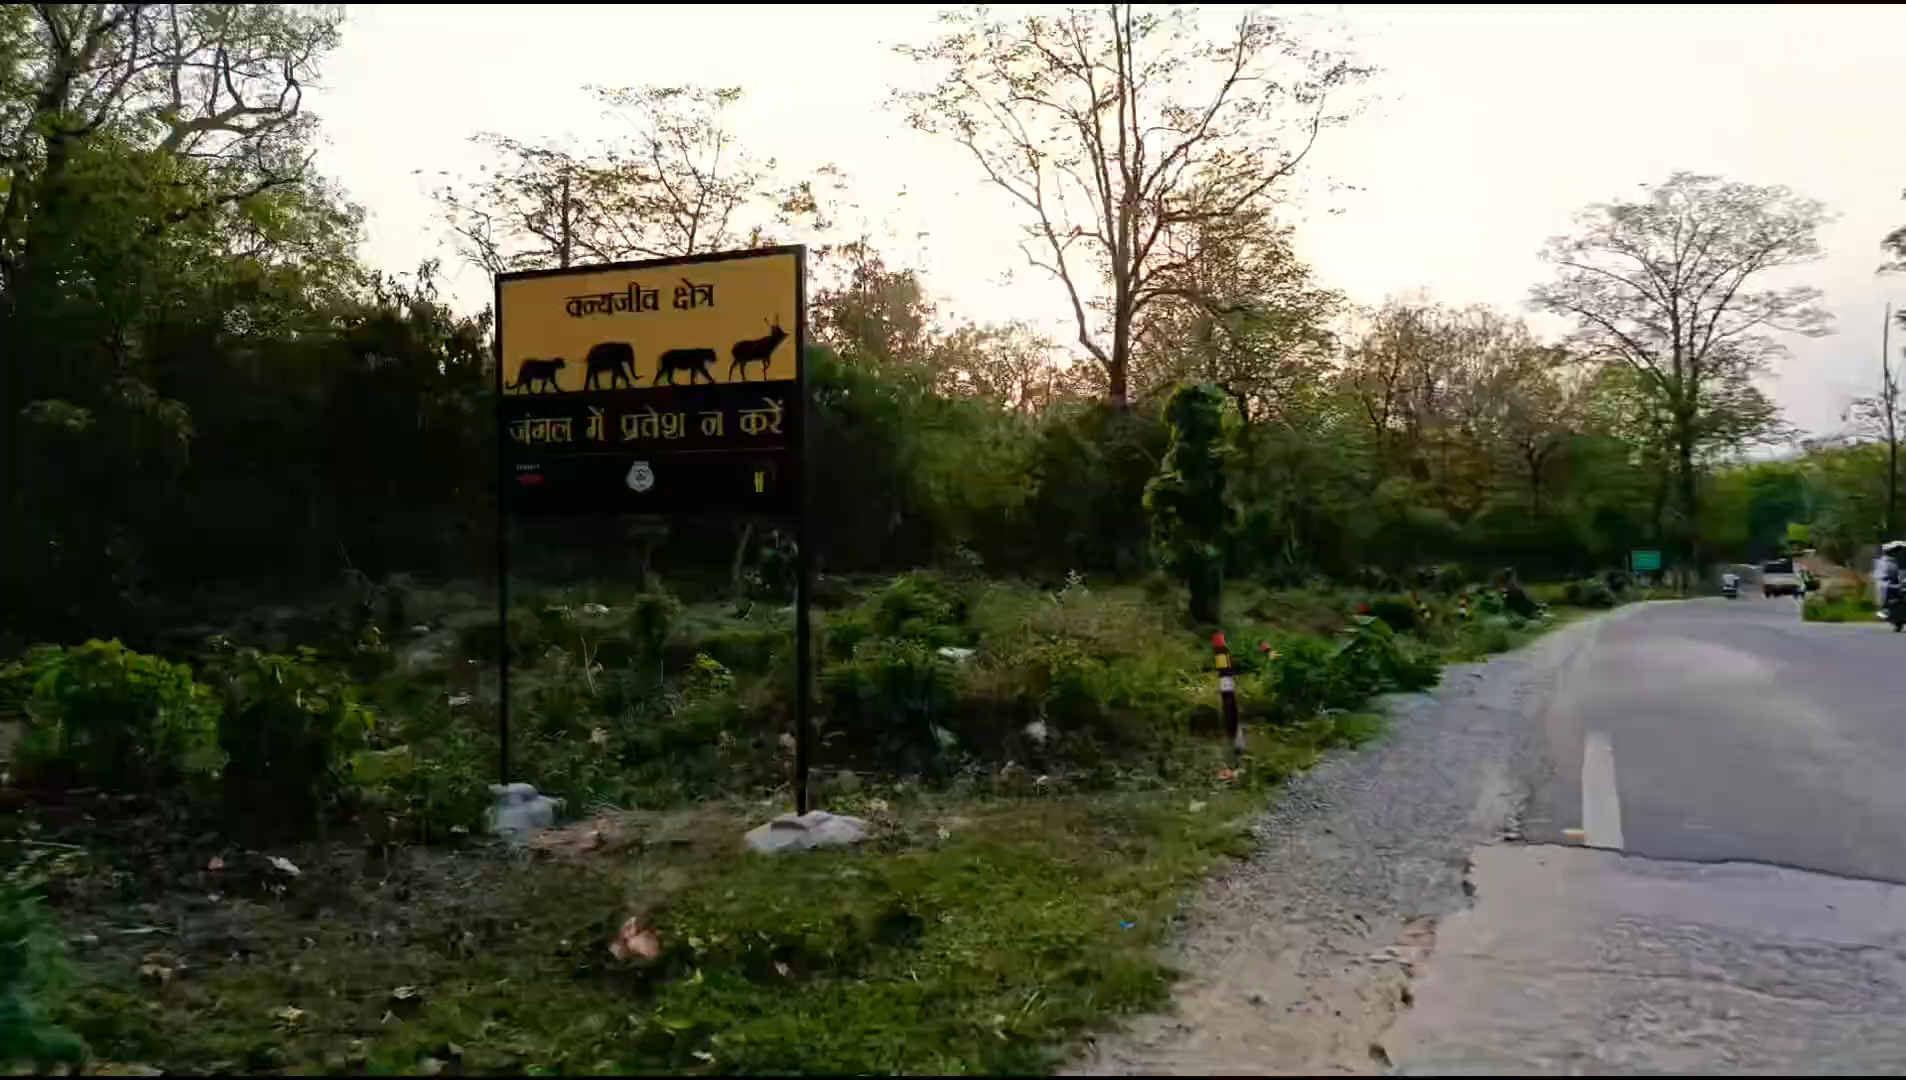 वन्यजीव क्षेत्र
जंगल में प्रवेश न करें